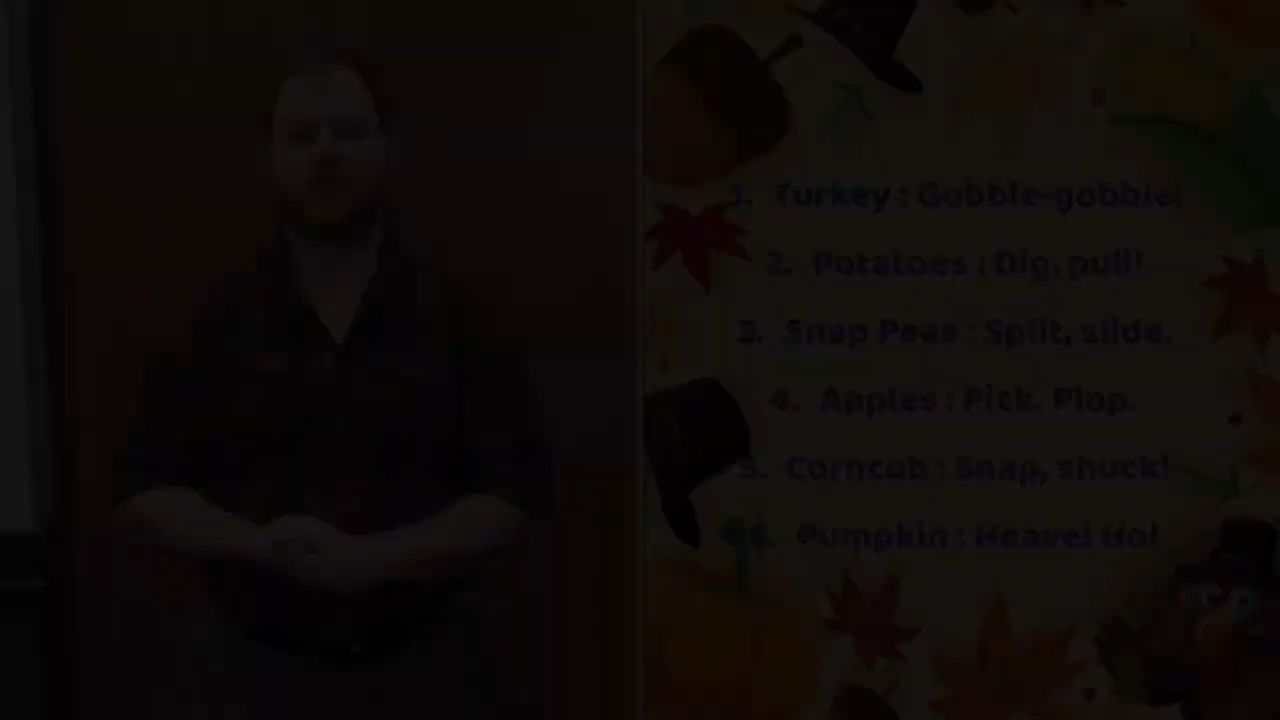 1. Turkey : Gobble-gobble!
2. Potatoes : Dig, pull!
3. Snap Peas : Split, slide.
4. Apples : Pick. Plop.
5. Corncob : Snap, shuck!
6. Pumpkin : Heave! Ho!